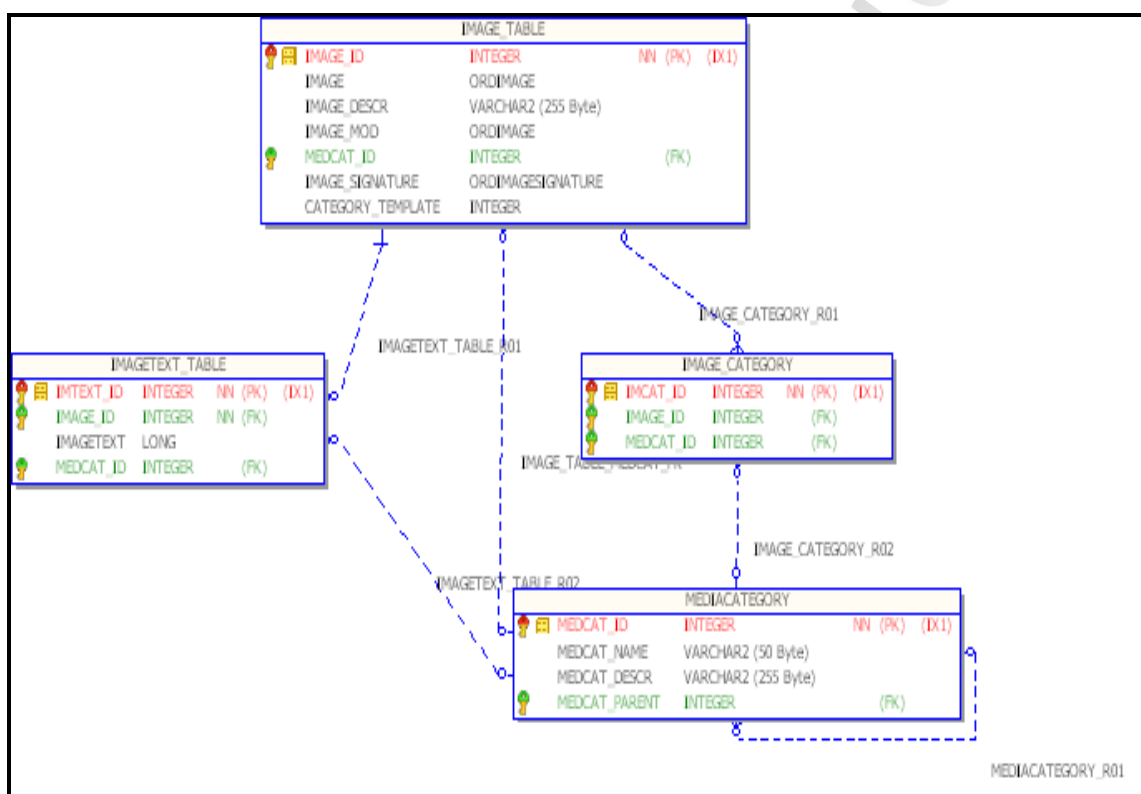 IMAGE_TABLE
IMAGE_ID INTEGER NN (PK) (IX1)
IMAGE ORDIMAGE
IMAGE_DESCR VARCHAR2 (255 Byte)
IMAGE_MOD ORDIMAGE
MEDCAT_ID INTEGER (FK)
IMAGE_SIGNATURE ORDIMAGESIGNATURE
CATEGORY_TEMPLATE INTEGER
IMAGE_CATEGORY_R01
IMAGETEXT_TABLE_R01
IMAGETEXT_TABLE
IMTEXT_ID INTEGER NN (PK) (IX1)
IMAGE_ID INTEGER NN (FK)
IMAGETEXT LONG
MEDCAT_ID INTEGER (FK)
IMAGE_CATEGORY
IMCAT_ID INTEGER NN (PK) (IX1)
IMAGE_ID INTEGER (FK)
MEDCAT_ID INTEGER (FK)
IMAGE_TABLE_MEDCAT_FK
IMAGE_CATEGORY_R02
IMAGETEXT_TABLE_R02
MEDIACATEGORY
MEDCAT_ID INTEGER NN (PK) (IX1)
MEDCAT_NAME VARCHAR2 (50 Byte)
MEDCAT_DESCR VARCHAR2 (255 Byte)
MEDCAT_PARENT INTEGER (FK)
MEDIACATEGORY_R01